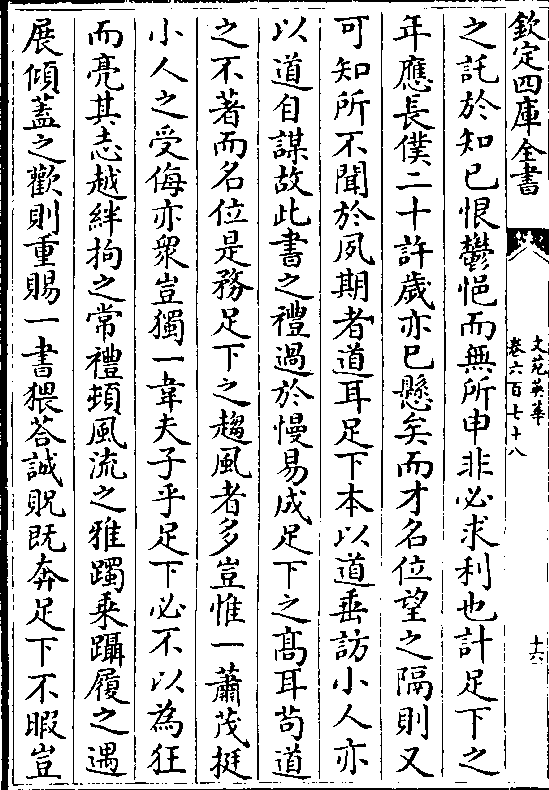 欽定四庫全書
文苑英華
卷六百七十八
十六
之託於知已恨鬱悒而無所申非必求利也計足下之
年應長僕二十許歲亦已懸矣而才名位望之隔則又
可知所不聞於夙期者道耳足下本以道垂訪小人亦
以道自謀故此書之禮過於慢易成足下之髙耳苟道
之不著而名位是務足下之趨風者多豈惟一蕭茂挺
小人之受侮亦衆豈獨一韋夫子乎足下必不以為狂
而亮其志越絆拘之常禮頓風流之雅躅乘躡履之遇
展傾蓋之歡則重賜一書猥荅誠貺既奔足下不暇豈